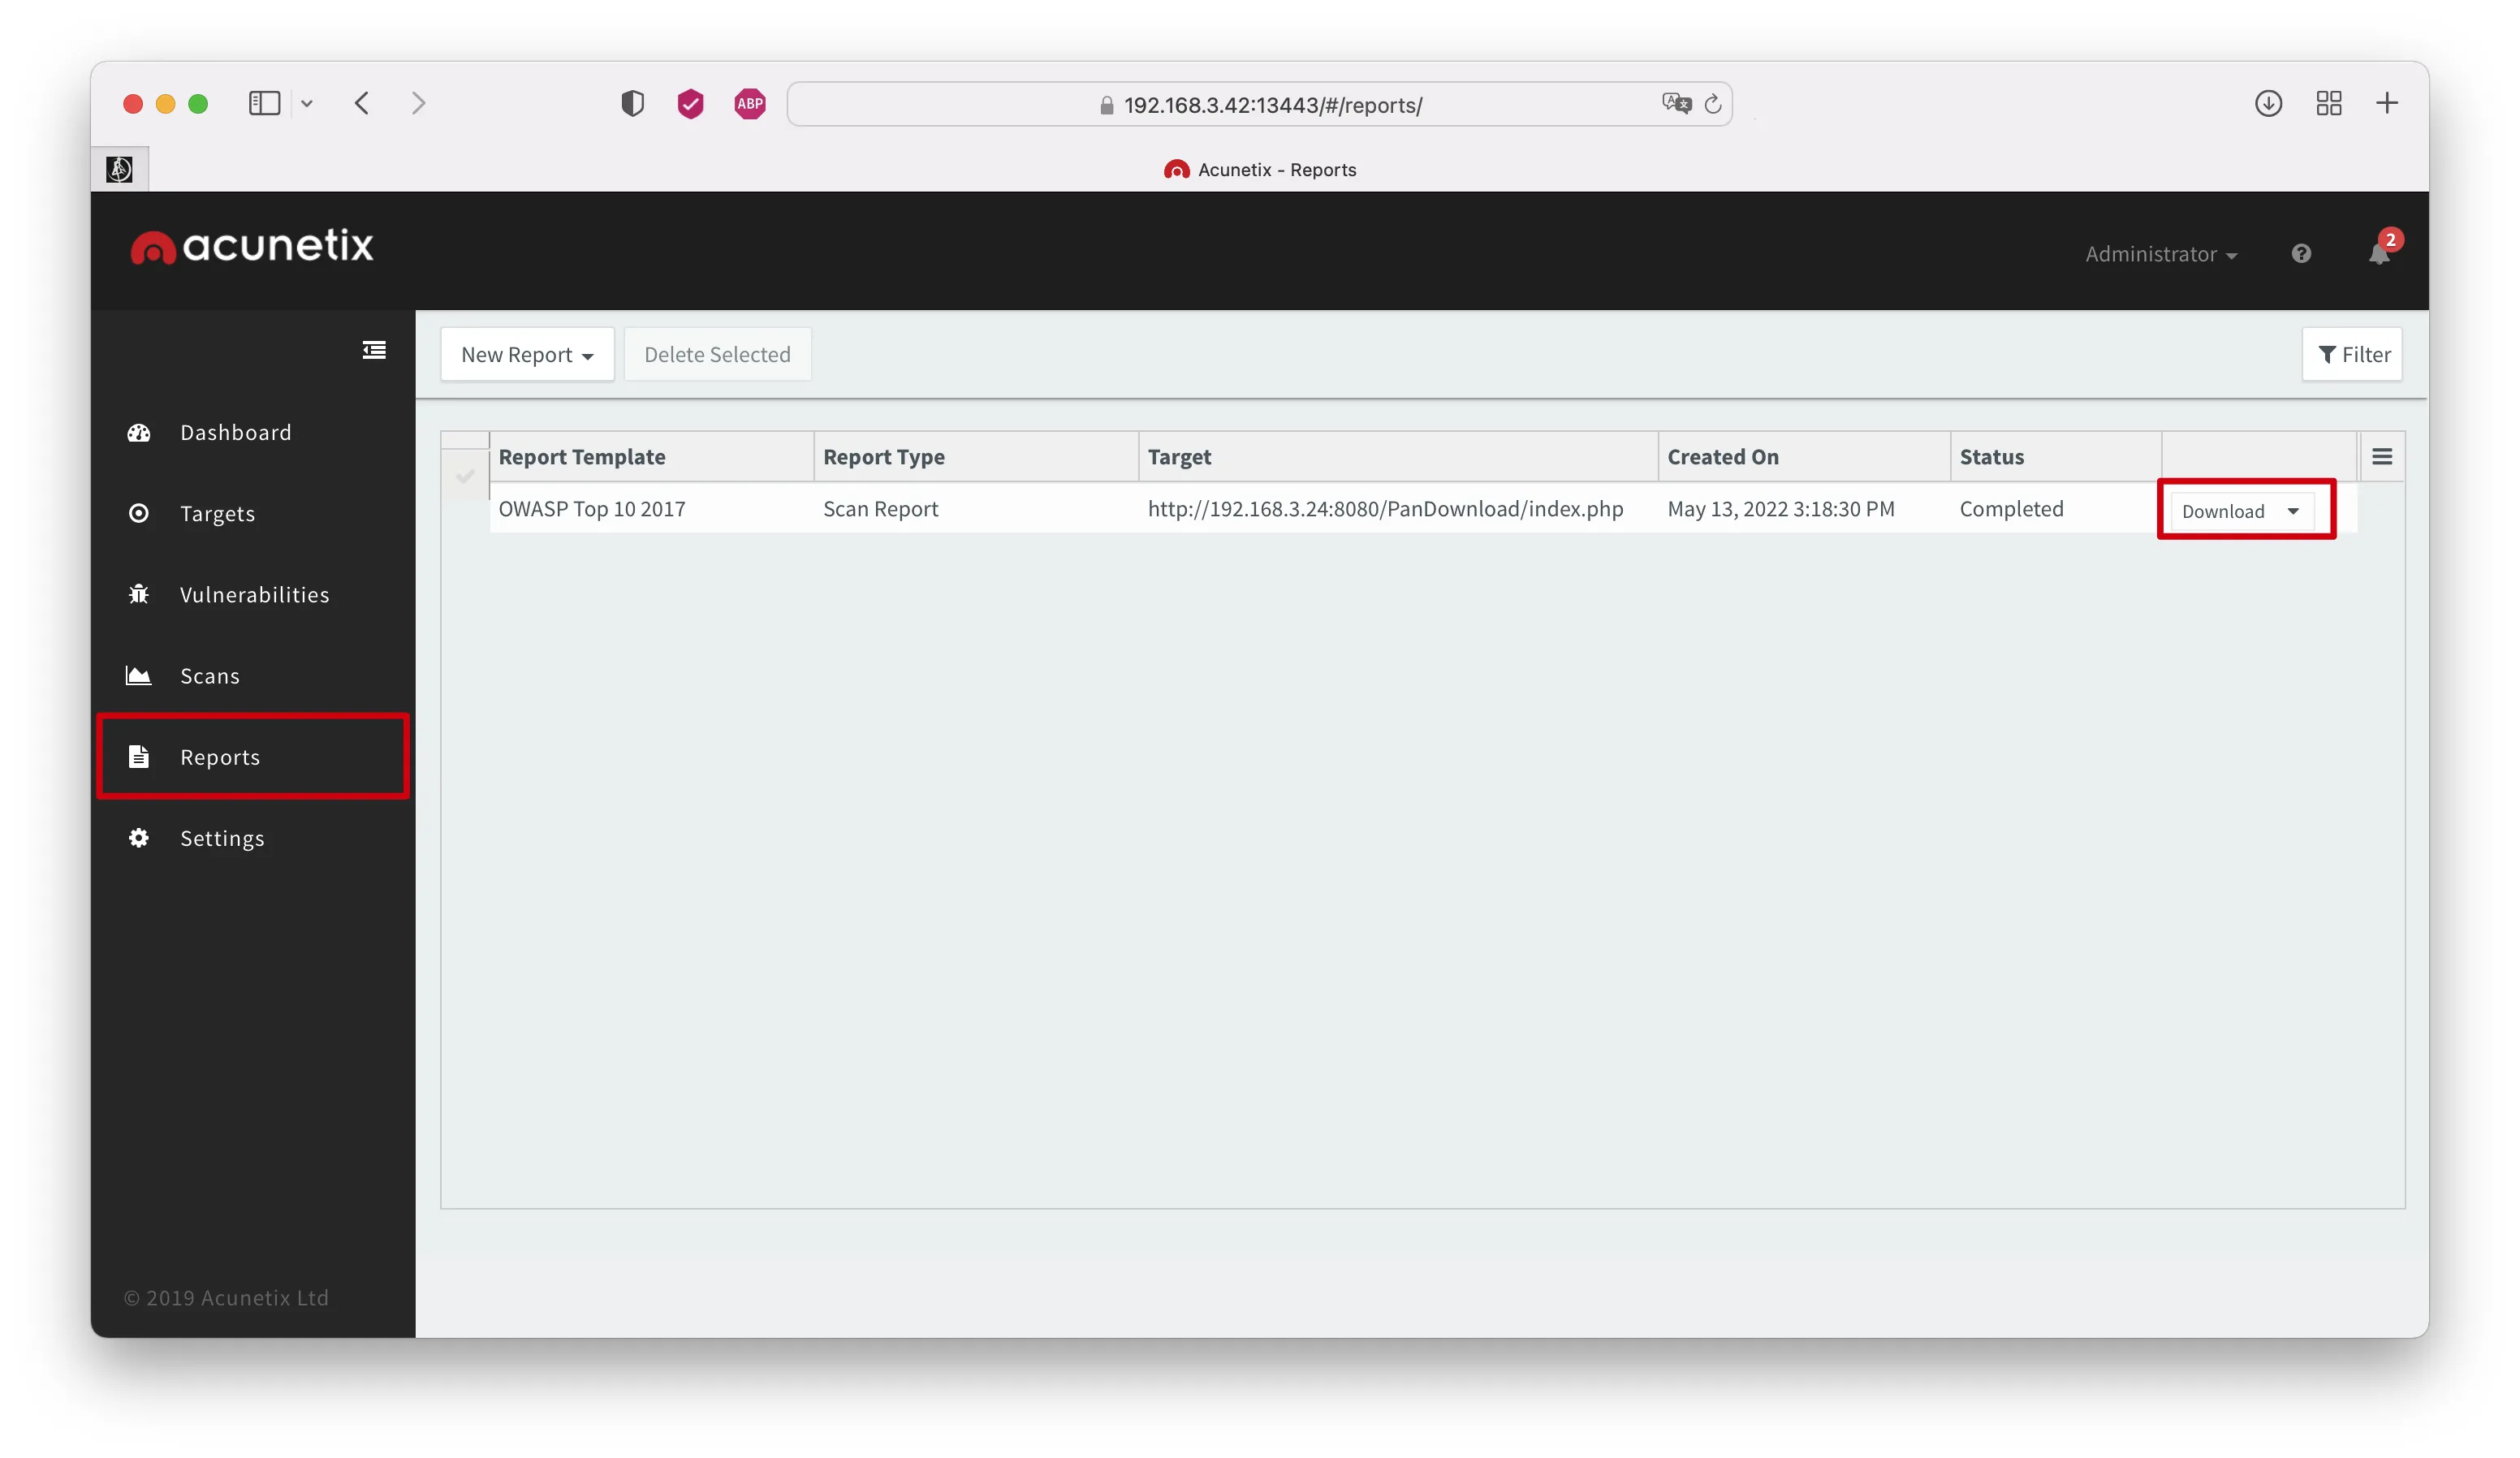 ABP
192.168.3.42:13443/#/reports/
Acunetix - Reports
acunetix
Administrator
2
New Report
Delete Selected
Filter
Dashboard
Targets
Vulnerabilities
Scans
Reports
Settings
© 2019 Acunetix Ltd
Report Template Report Type Target Created On Status
OWASP Top 10 2017 Scan Report http://192.168.3.24:8080/PanDownload/index.php May 13, 2022 3:18:30 PM Completed Download